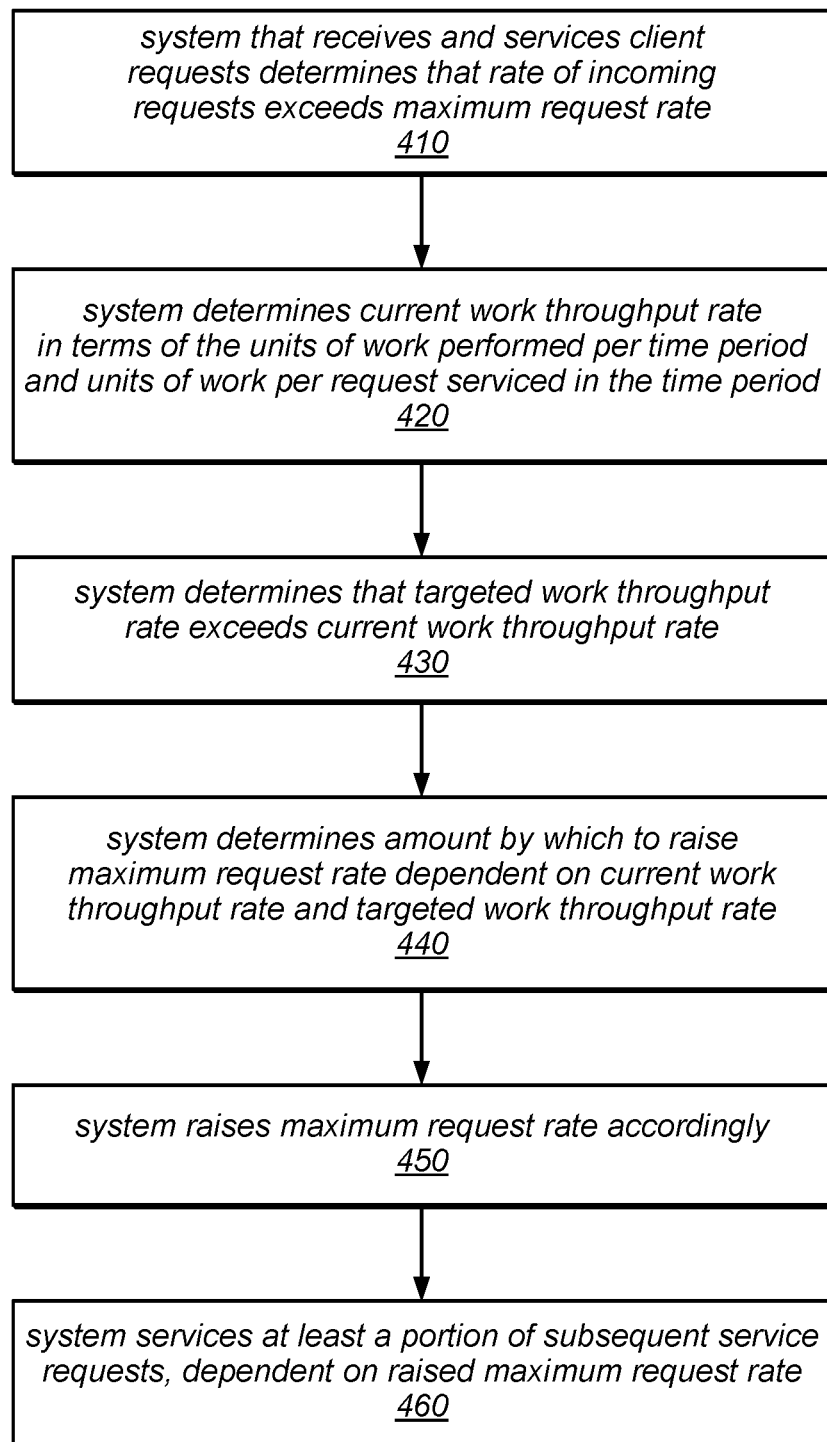 system that receives and services client
requests determines that rate of incoming
requests exceeds maximum request rate
410
system determines current work throughput rate
in terms of the units of work performed per time period
and units of work per request serviced in the time period
420
system determines that targeted work throughput
rate exceeds current work throughput rate
430
system determines amount by which to raise
maximum request rate dependent on current work
throughput rate and targeted work throughput rate
440
system raises maximum request rate accordingly
450
system services at least a portion of subsequent service
requests, dependent on raised maximum request rate
460